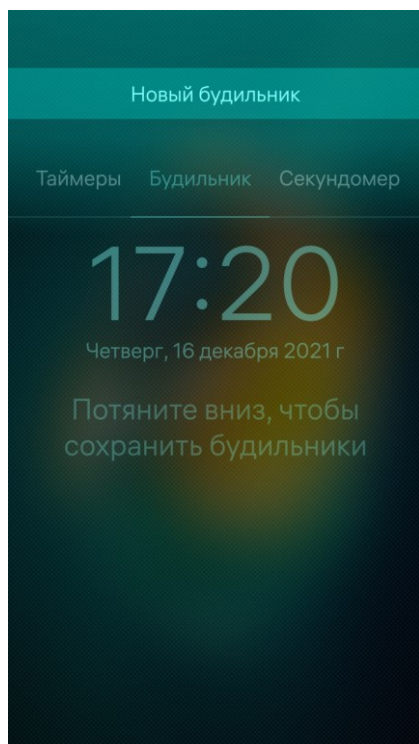 Новый будильник
Таймеры Будильник Секундомер
17:20
Четверг, 16 декабря 2021 г
Потяните вниз, чтобы
сохранить будильники